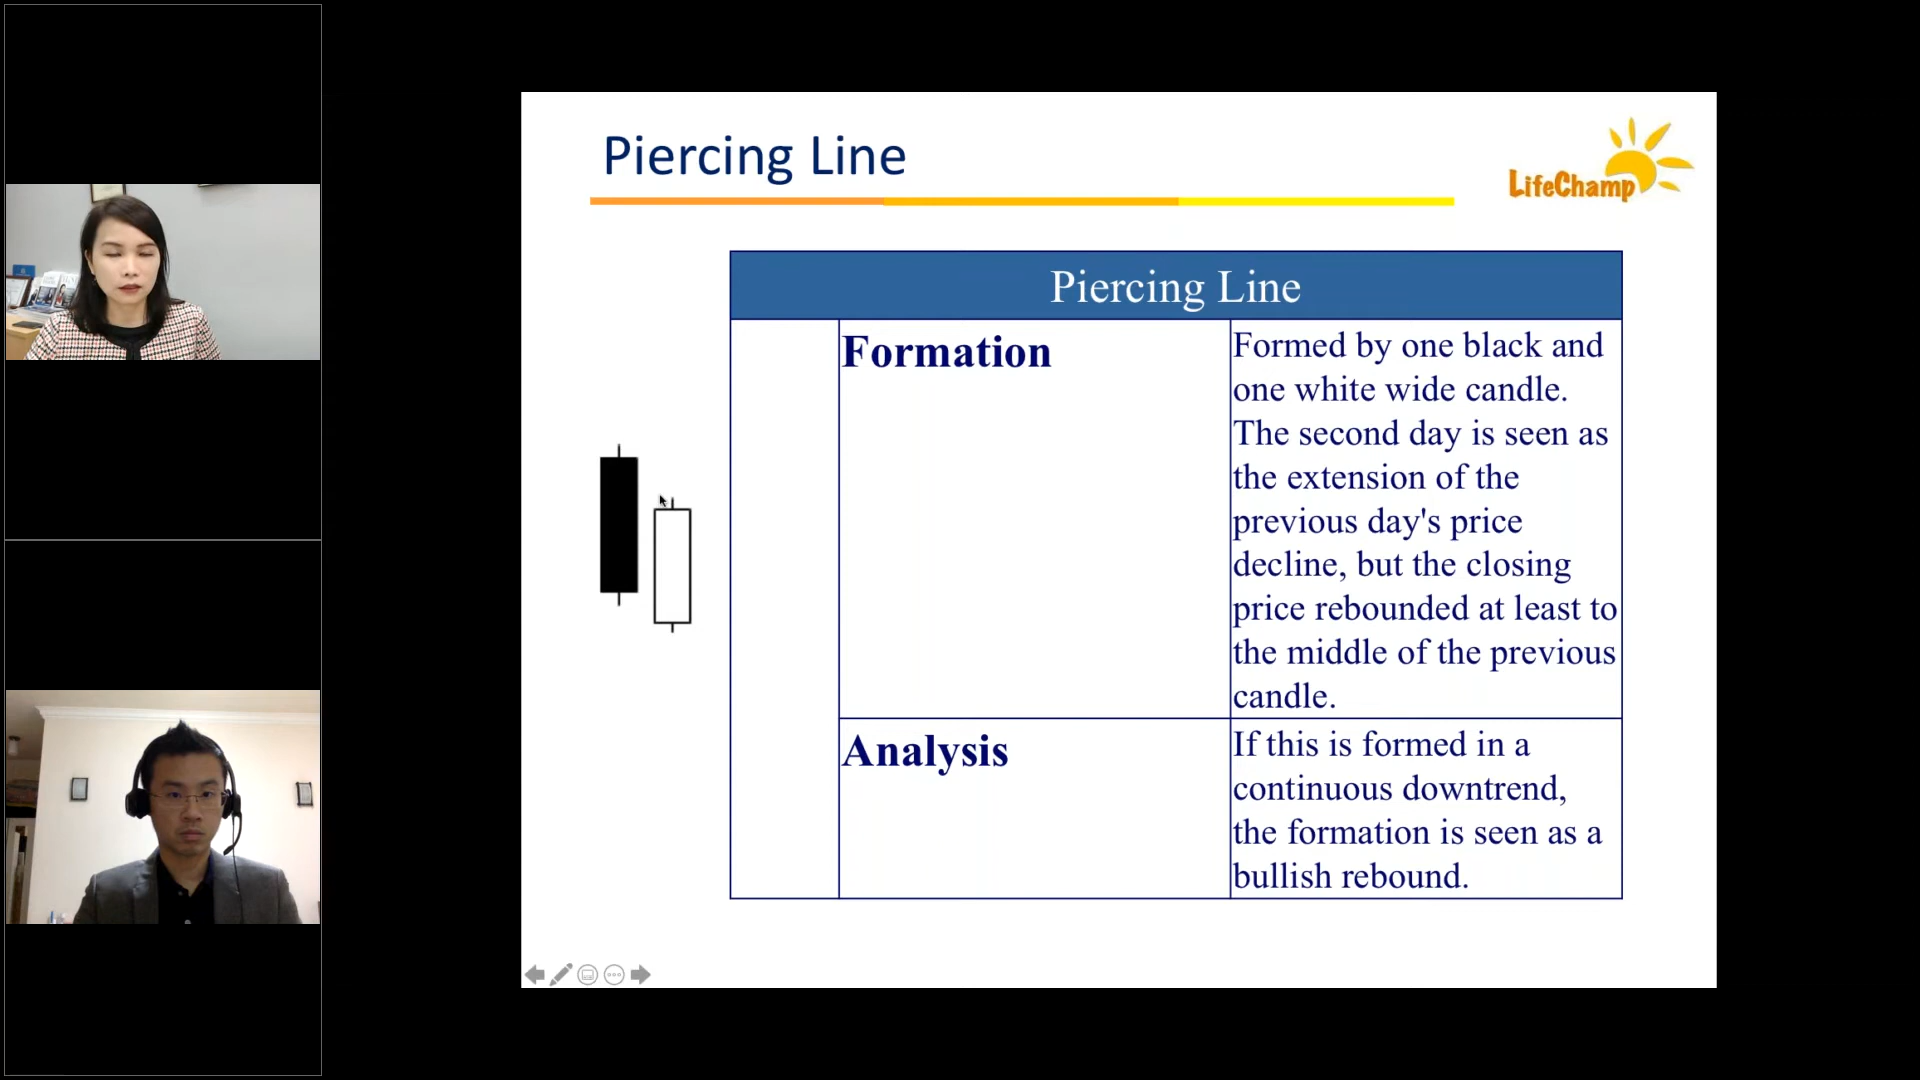 Piercing Line
LifeChamp
Piercing Line
Formation
Formed by one black and
one white wide candle.
The second day is seen as
the extension of the
previous day's price
decline, but the closing
price rebounded at least to
the middle of the previous
candle.
Analysis
If this is formed in a
continuous downtrend,
the formation is seen as a
bullish rebound.